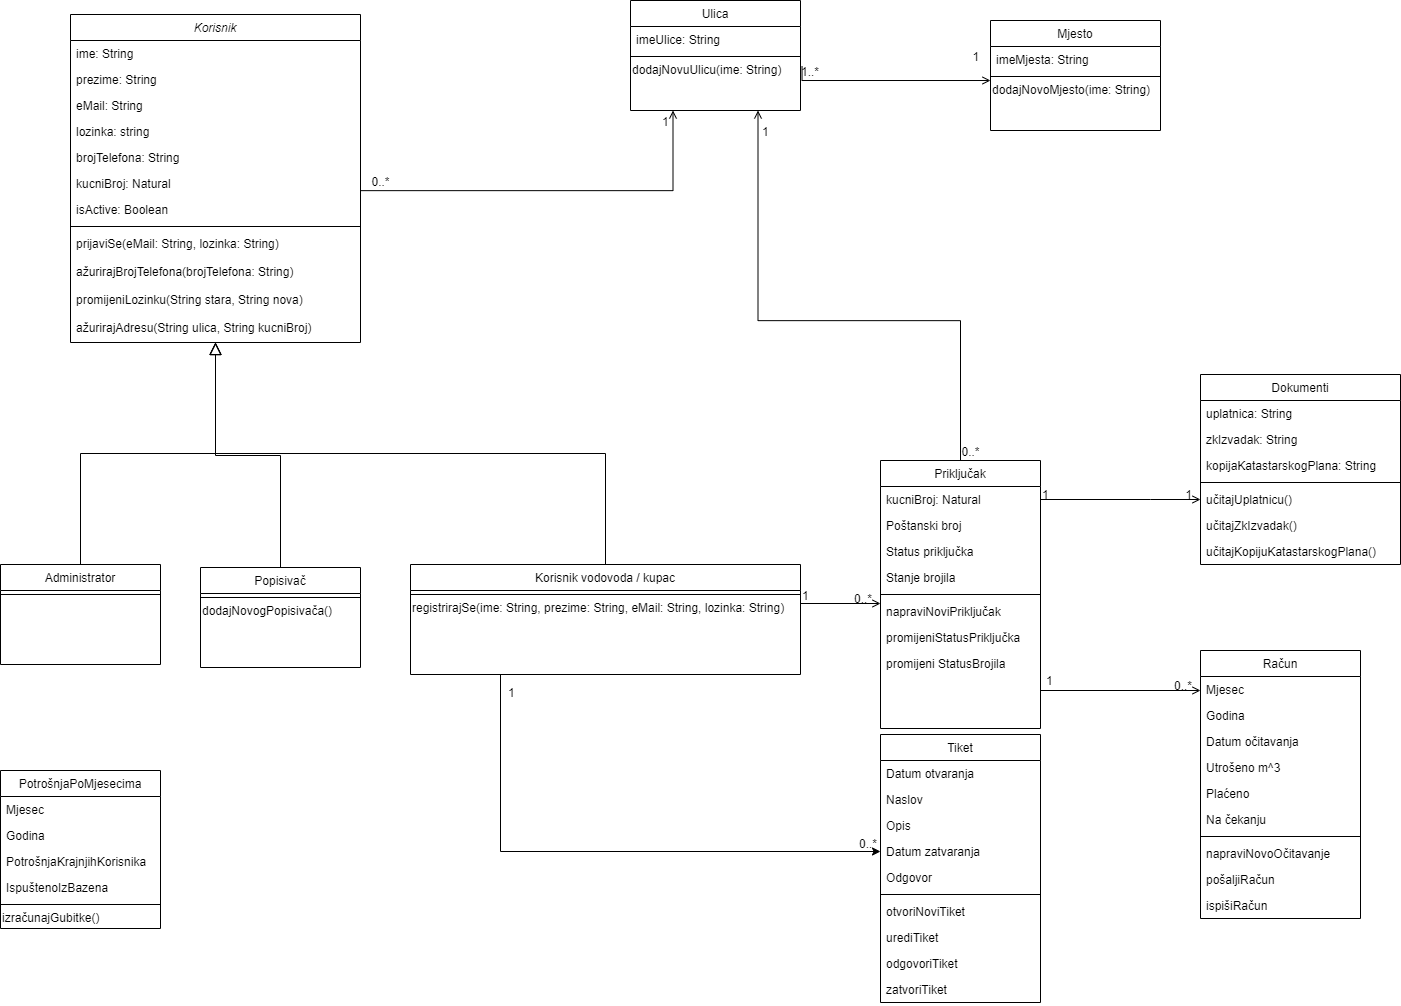 Korisnik
ime: String
prezime: String
eMail: String
lozinka: string
brojTelefona: String
kucniBroj: Natural
isActive: Boolean
prijaviSe(eMail: String, lozinka: String)
ažurirajBrojTelefona(brojTelefona: String)
promijeniLozinku(String stara, String nova)
ažurirajAdresu(String ulica, String kucniBroj)
0..*
1
Ulica
imeUlice: String
dodajNovuUlicu(ime: String)
1..*
1
Mjesto
imeMjesta: String
dodajNovoMjesto(ime: String)
1
0..*
Administrator
Popisivač
dodajNovogPopisivača()
Korisnik vodovoda / kupac
registrirajSe(ime: String, prezime: String, eMail: String, lozinka: String)
1
0..*
1
0..*
Priključak
kucniBroj: Natural
Poštanski broj
Status priključka
Stanje brojila
napraviNoviPriključak
promijeniStatusPriključka
promijeni StatusBrojila
1
1
Dokumenti
uplatnica: String
zkIzvadak: String
kopijaKatastarskogPlana: String
učitajUplatnicu()
učitajZkIzvadak()
učitajKopijuKatastarskogPlana()
1
0..*
Račun
Mjesec
Godina
Datum očitavanja
Utrošeno m^3
Plaćeno
Na čekanju
napraviNovoOčitavanje
pošaljiRačun
ispišiRačun
Tiket
Datum otvaranja
Naslov
Opis
Datum zatvaranja
Odgovor
otvoriNoviTiket
urediTiket
odgovoriTiket
zatvoriTiket
PotrošnjaPoMjesecima
Mjesec
Godina
PotrošnjaKrajnjihKorisnika
IspuštenoIzBazena
izračunajGubitke()